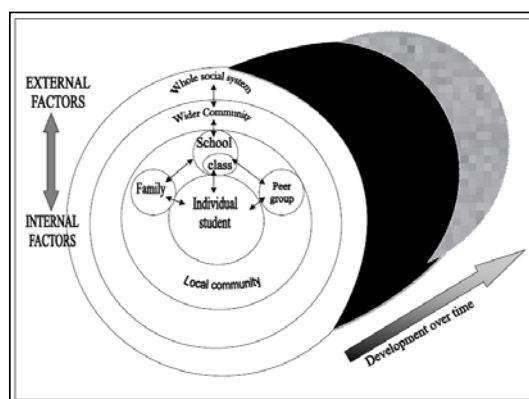 EXTERNAL
FACTORS
INTERNAL
FACTORS
Whole social system
Wider Community
School
class
Family
Peer
group
Individual
student
Local community
Development over time